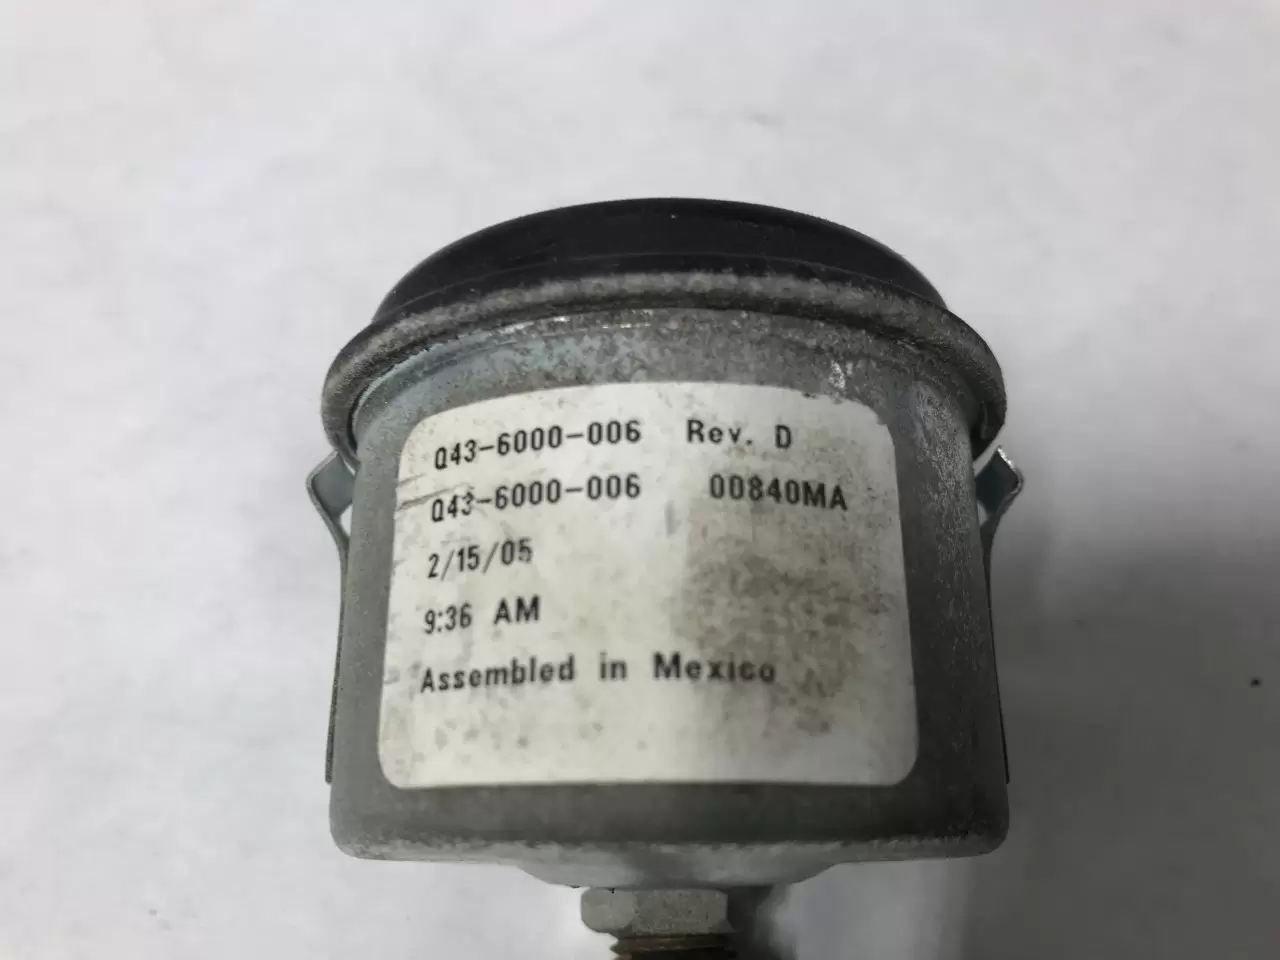 Q43-6000-006 Rev. D
Q43-6000-006 00840MA
2/15/05
9:36 AM
Assembled in Mexico